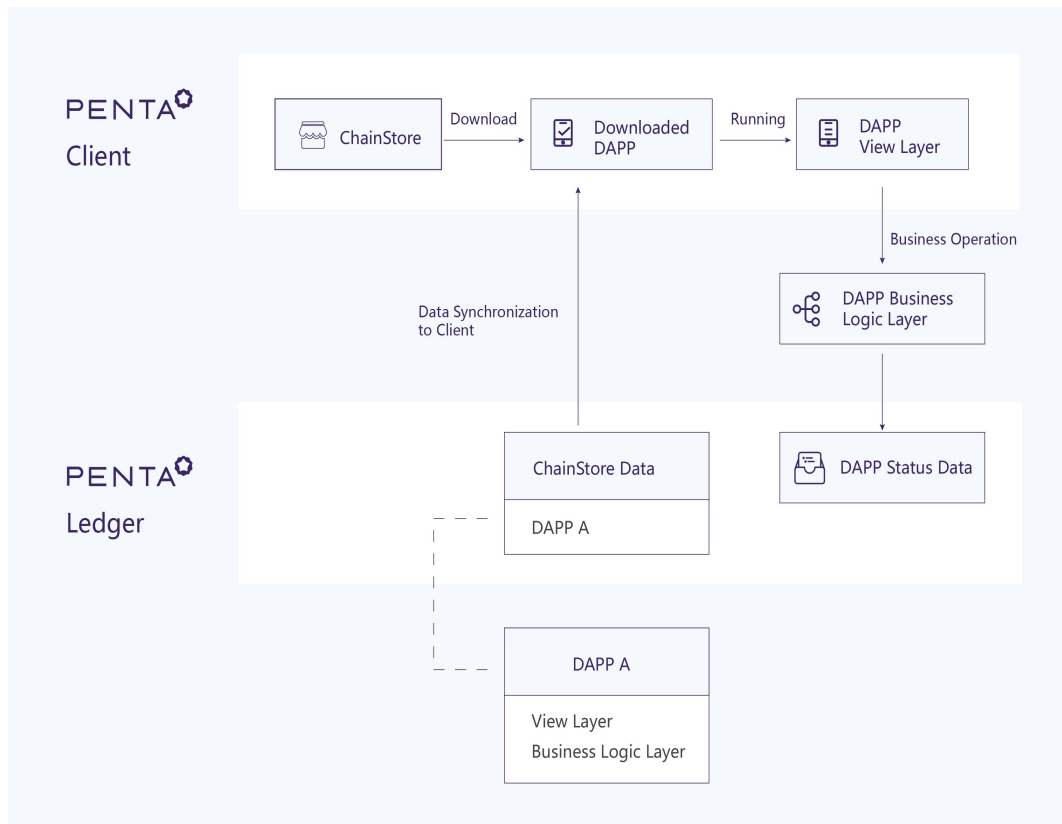 PENTA
Client
ChainStore
Download
Downloaded
DAPP
Running
DAPP
View Layer
Business Operation
DAPP Business
Logic Layer
Data Synchronization
to Client
PENTA
Ledger
ChainStore Data
DAPP A
DAPP Status Data
DAPP A
View Layer
Business Logic Layer